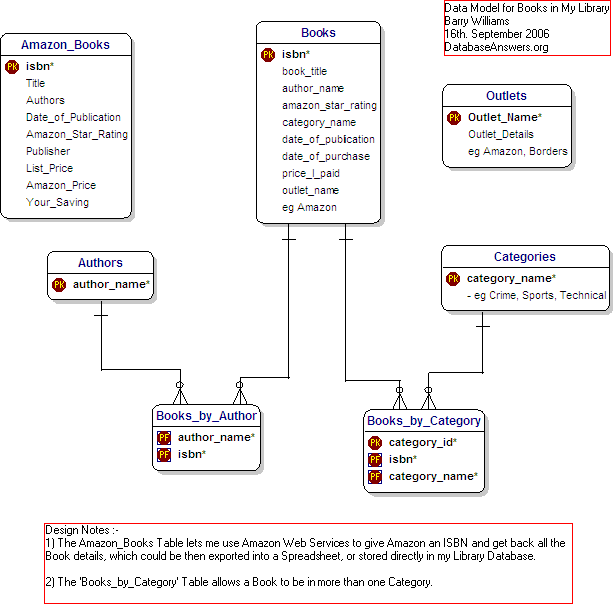 Data Model for Books in My Library
Barry Williams
16th. September 2006
DatabaseAnswers.org
Amazon_Books
PK isbn*
Title
Authors
Date_of_Publication
Amazon_Star_Rating
Publisher
List_Price
Amazon_Price
Your_Saving
Books
PK isbn*
book_title
author_name
amazon_star_rating
category_name
date_of_publication
date_of_purchase
price_I_paid
outlet_name
eg Amazon
Outlets
PK Outlet_Name*
Outlet_Details
eg Amazon, Borders
Authors
PK author_name*
Categories
PK category_name*
- eg Crime, Sports, Technical
Books_by_Author
PF author_name*
PF isbn*
Books_by_Category
PK category_id*
PF isbn*
PF category_name*
Design Notes :-
1) The Amazon_Books Table lets me use Amazon Web Services to give Amazon an ISBN and get back all the
Book details, which could be then exported into a Spreadsheet, or stored directly in my Library Database.
2) The 'Books_by_Category' Table allows a Book to be in more than one Category.